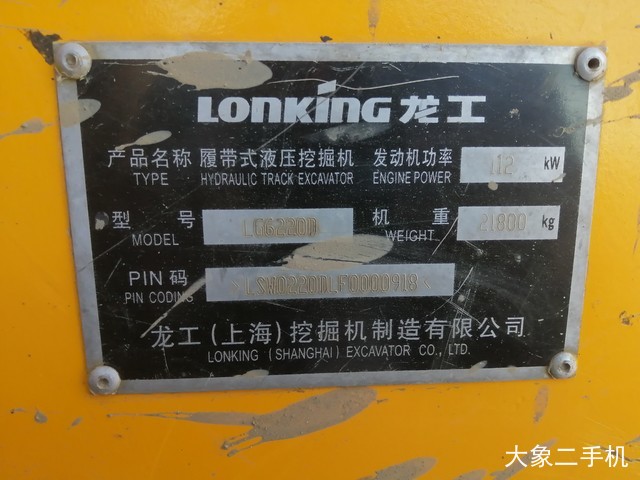 LONKING 龙工
产品名称 履带式液压挖掘机 发动机功率 112 kW
TYPE HYDRAULIC TRACK EXCAVATOR ENGINE POWER
型号 机重 21800 kg
MODEL WEIGHT
PIN 码
PIN CODING
龙工(上海)挖掘机制造有限公司
LONKING (SHANGHAI) EXCAVATOR CO., LTD.
大象二手机